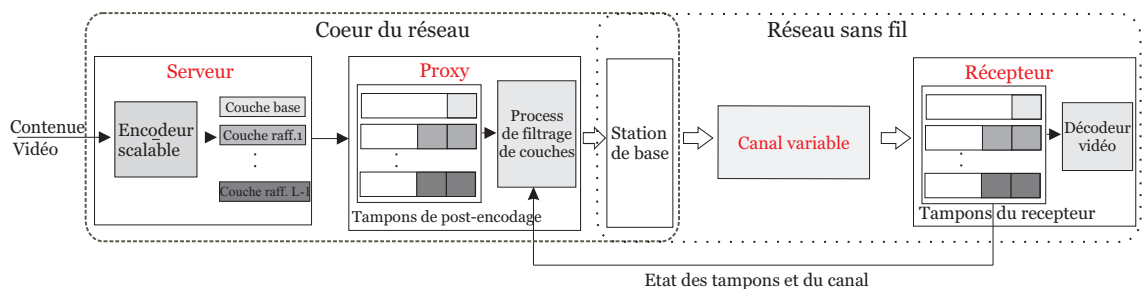 Coeur du réseau
Réseau sans fil
Serveur
Proxy
Récepteur
Contenue
Vidéo
Encodeur
scalable
Couche base
Couche raff.1
Couche raff. L-1
Process
de filtrage
de couches
Tampons de post-encodage
Station
de base
Canal variable
Décodeur
vidéo
Tampons du recepteur
Etat des tampons et du canal